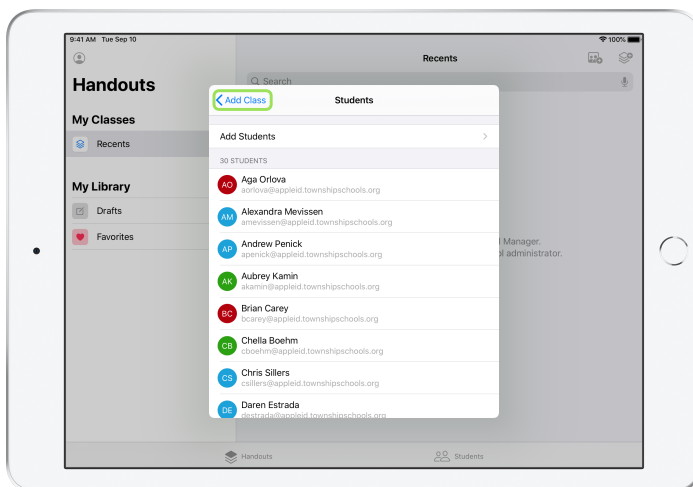 9:41 AM Tue Sep 10
100%
Handouts
My Classes
Recents
My Library
Drafts
Favorites
Recents
Search
Add Class
Students
Add Students
30 STUDENTS
AO
Aga Orlova
aorlova@appleid.townshipschools.org
AM
Alexandra Mevissen
amevissen@appleid.townshipschools.org
AP
Andrew Penick
apenick@appleid.townshipschools.org
AK
Aubrey Kamin
akamin@appleid.townshipschools.org
BC
Brian Carey
bcarey@appleid.townshipschools.org
CB
Chella Boehm
cboehm@appleid.townshipschools.org
CS
Chris Sillers
csillers@appleid.townshipschools.org
DE
Daren Estrada
destrada@appleid.townshipschools.org
Manager.
administrator.
Handouts
Students